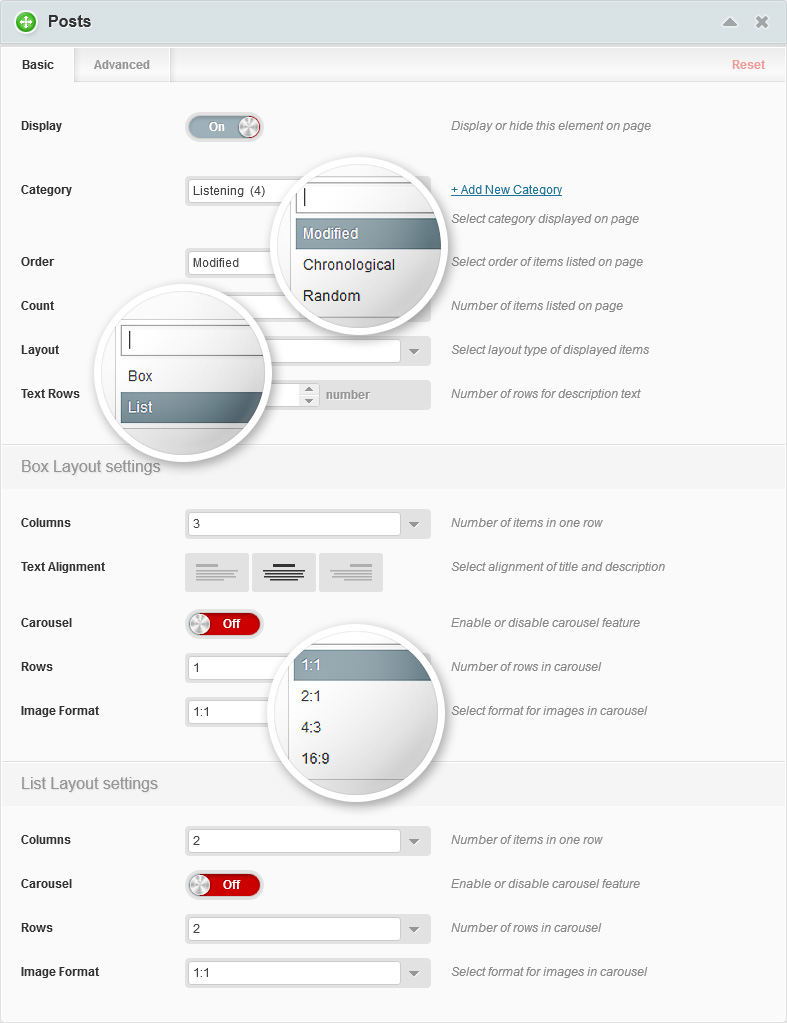 Posts
Basic Advanced Reset
Display On Display or hide this element on page
Category Listening (4) + Add New Category
Select category displayed on page
Modified
Chronological
Random
Order Modified Select order of items listed on page
Count Number of items listed on page
Layout Select layout type of displayed items
Box
List
Text Rows number Number of rows for description text
Box Layout settings
Columns 3 Number of items in one row
Text Alignment Select alignment of title and description
Carousel Off Enable or disable carousel feature
Rows 1 Number of rows in carousel
Image Format 1:1 Select format for images in carousel
1:1
2:1
4:3
16:9
List Layout settings
Columns 2 Number of items in one row
Carousel Off Enable or disable carousel feature
Rows 2 Number of rows in carousel
Image Format 1:1 Select format for images in carousel